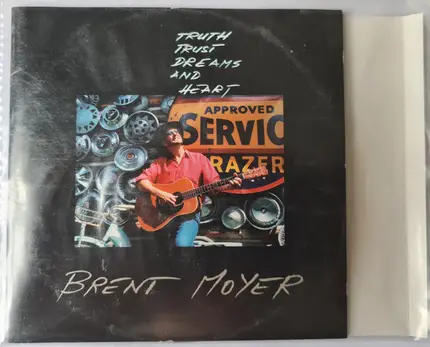 TRUTH
TRUST
DREAMS
AND
HEART
APPROVED
SERVIC
RAZER
BRENT MOYER